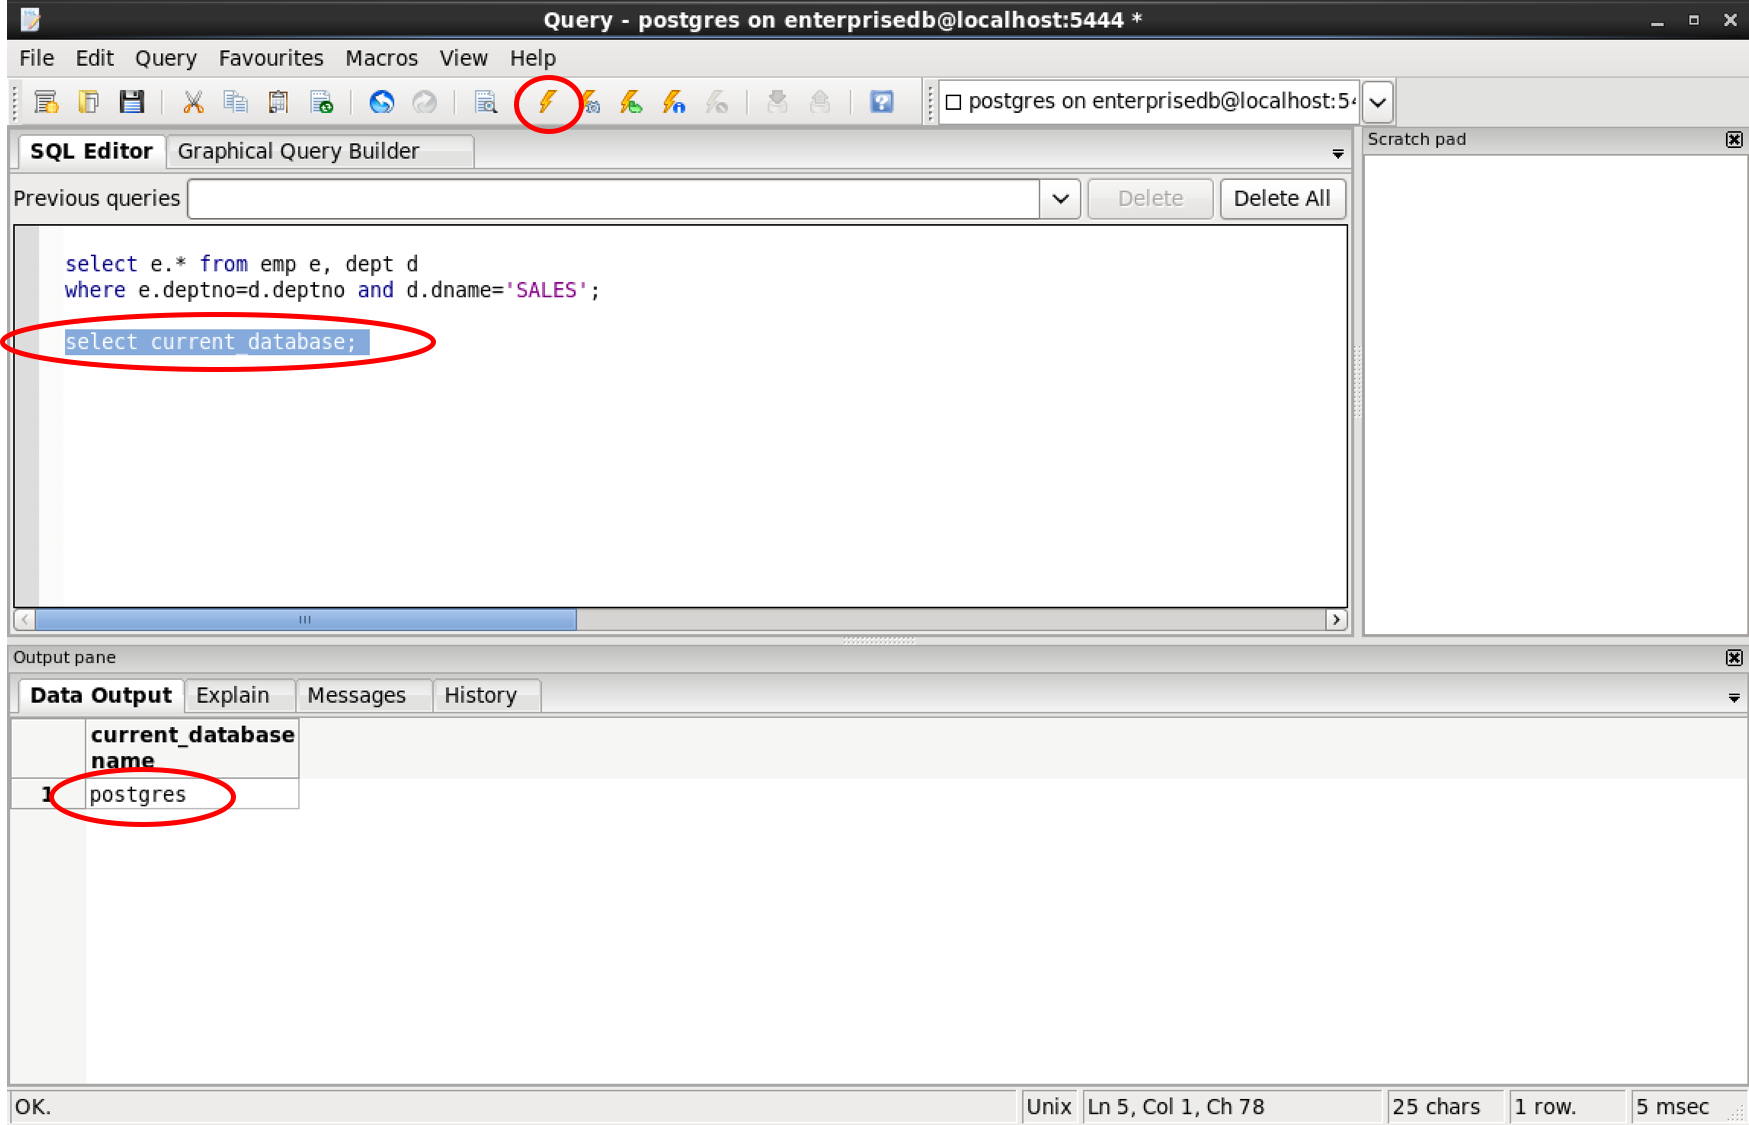 Query - postgres on enterprisedb@localhost:5444 *
File Edit Query Favourites Macros View Help
postgres on enterprisedb@localhost:54
SQL Editor Graphical Query Builder
Scratch pad
Previous queries Delete Delete All
select e.* from emp e, dept d
where e.deptno=d.deptno and d.dname='SALES';
select current_database;
Output pane
Data Output Explain Messages History
current_database
name
1 postgres
OK. Unix Ln 5, Col 1, Ch 78 25 chars 1 row. 5 msec